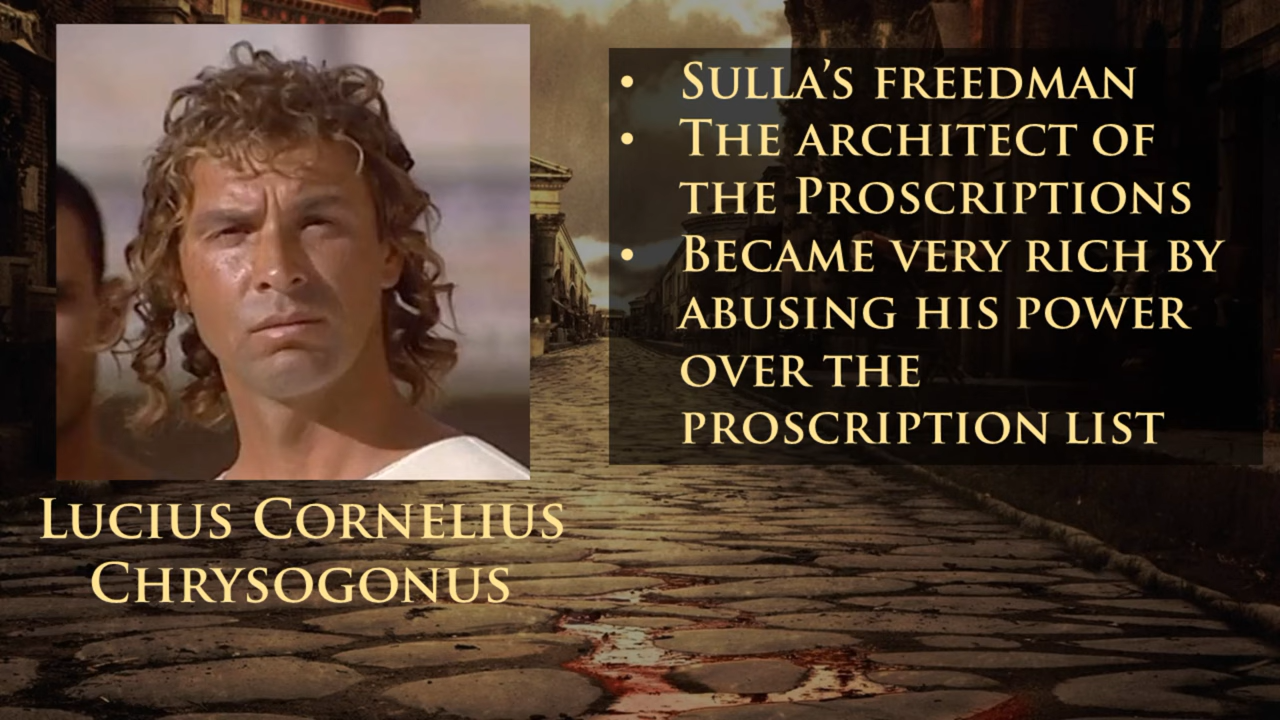 Lucius Cornelius
Chrysogonus
• Sulla's freedman
• The architect of
the Proscriptions
• Became very rich by
abusing his power
over the
proscription list